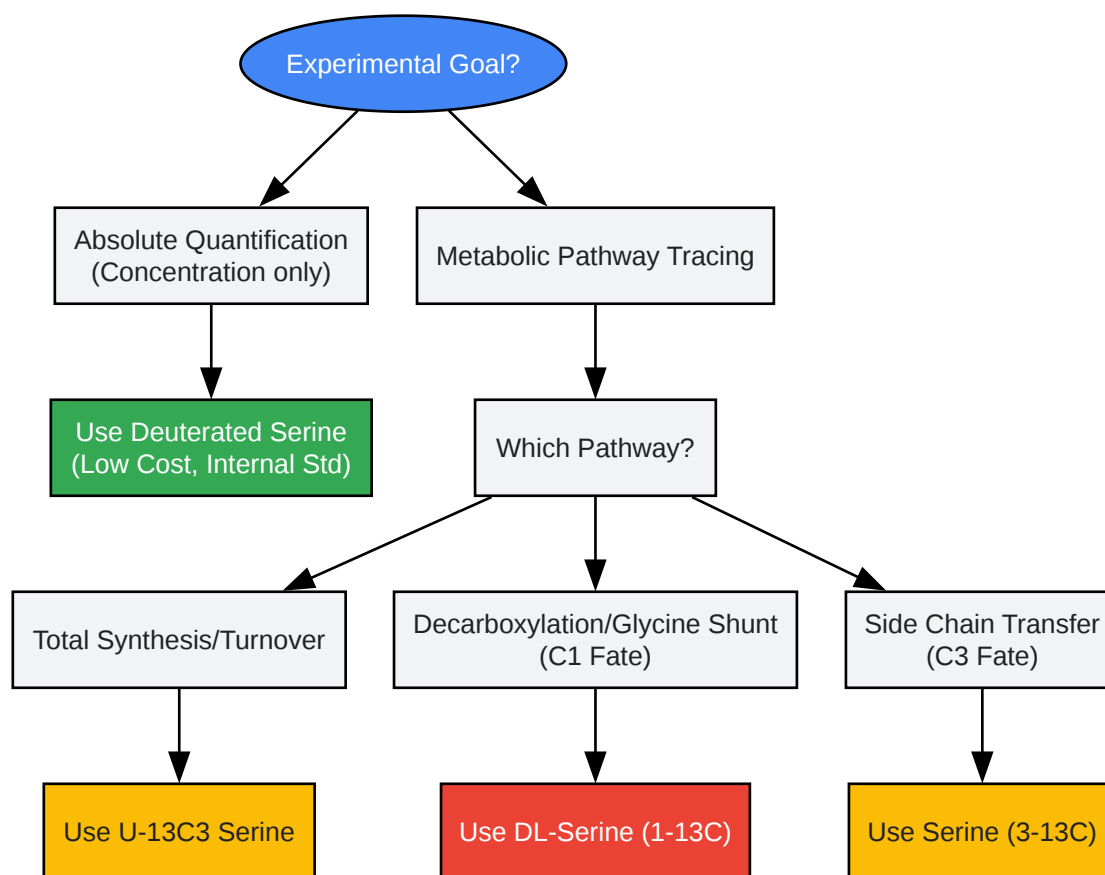 Experimental Goal?
Absolute Quantification
(Concentration only)
Metabolic Pathway Tracing
Use Deuterated Serine
(Low Cost, Internal Std)
Which Pathway?
Total Synthesis/Turnover
Decarboxylation/Glycine Shunt
(C1 Fate)
Side Chain Transfer
(C3 Fate)
Use U-13C3 Serine
Use DL-Serine (1-13C)
Use Serine (3-13C)